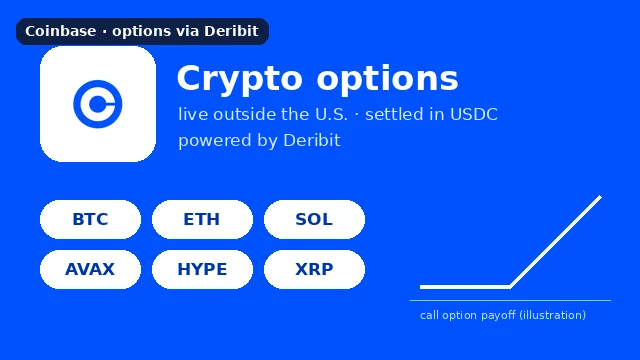 Coinbase · options via Deribit
Crypto options
live outside the U.S. · settled in USDC
powered by Deribit
BTC
ETH
SOL
AVAX
HYPE
XRP
call option payoff (illustration)